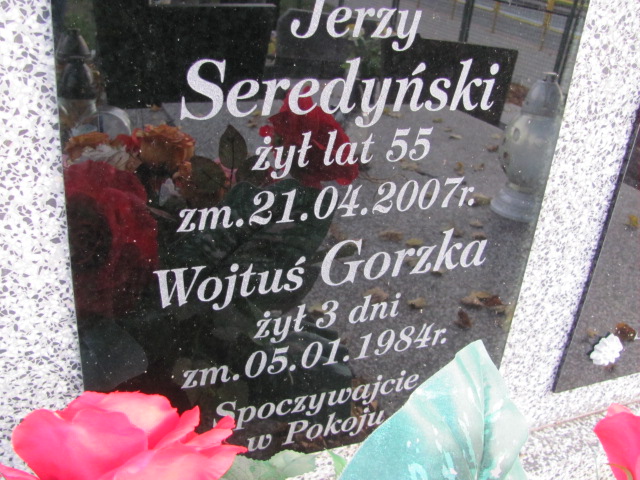 Jerzy
Seredyński
żył lat 55
zm.21.04.2007r.
Wojtuś Gorzka
żył 3 dni
zm.05.01.1984r.
Spoczywajcie
w Pokoju